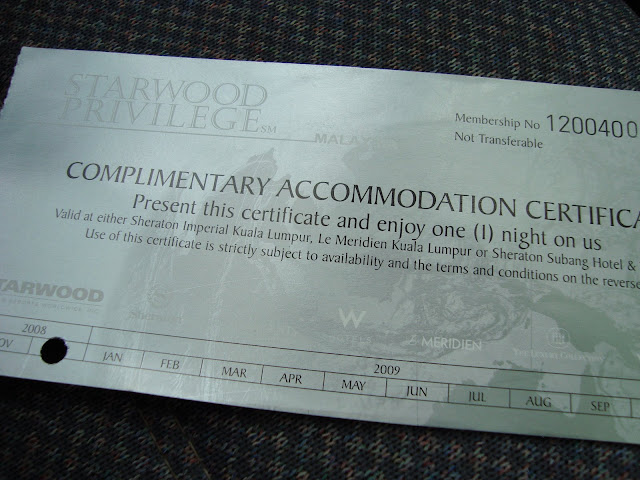 STARWOOD
PRIVILEGE SM
MALAY
Membership No 1200400
Not Transferable
COMPLIMENTARY ACCOMMODATION CERTIFICA
Present this certificate and enjoy one (I) night on us
Valid at either Sheraton Imperial Kuala Lumpur, Le Meridien Kuala Lumpur or Sheraton Subang Hotel &
Use of this certificate is strictly subject to availability and the terms and conditions on the reverse
STARWOOD
W
MERIDIEN
2008
2009
OV JAN FEB MAR APR MAY JUN JUL AUG SEP